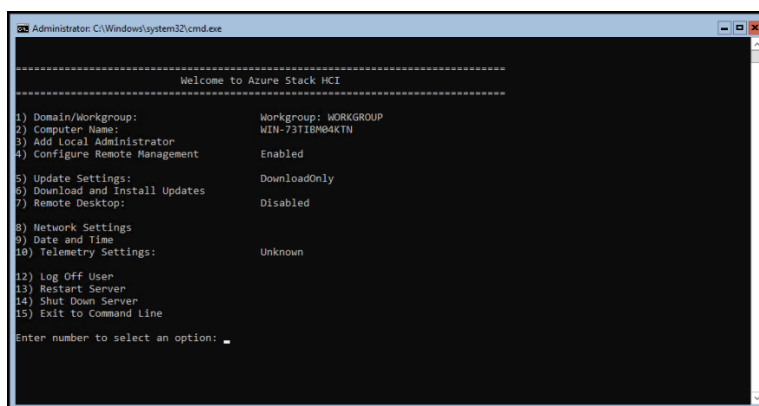 Administrator: C:\Windows\system32\cmd.exe
================================================================================
Welcome to Azure Stack HCI
================================================================================
1) Domain/Workgroup: Workgroup: WORKGROUP
2) Computer Name: WIN-73TIBM04KTN
3) Add Local Administrator
4) Configure Remote Management Enabled
5) Update Settings: DownloadOnly
6) Download and Install Updates
7) Remote Desktop: Disabled
8) Network Settings
9) Date and Time
10) Telemetry Settings: Unknown
12) Log Off User
13) Restart Server
14) Shut Down Server
15) Exit to Command Line
Enter number to select an option: _